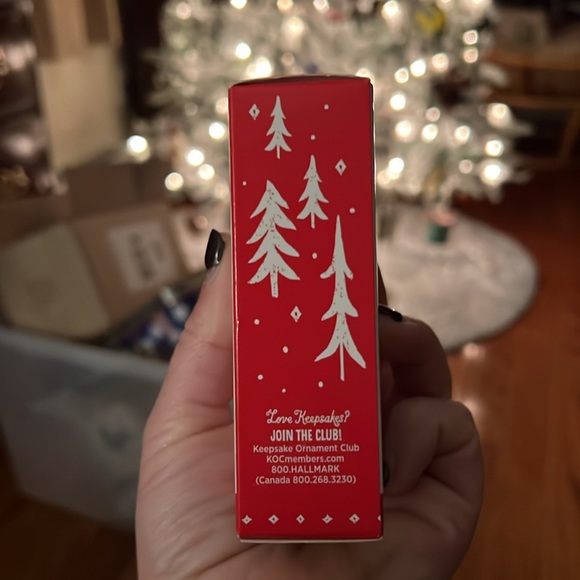 Love Keepsakes?
JOIN THE CLUB!
Keepsake Ornament Club
KOCmembers.com
800.HALLMARK
(Canada 800.268.3230)